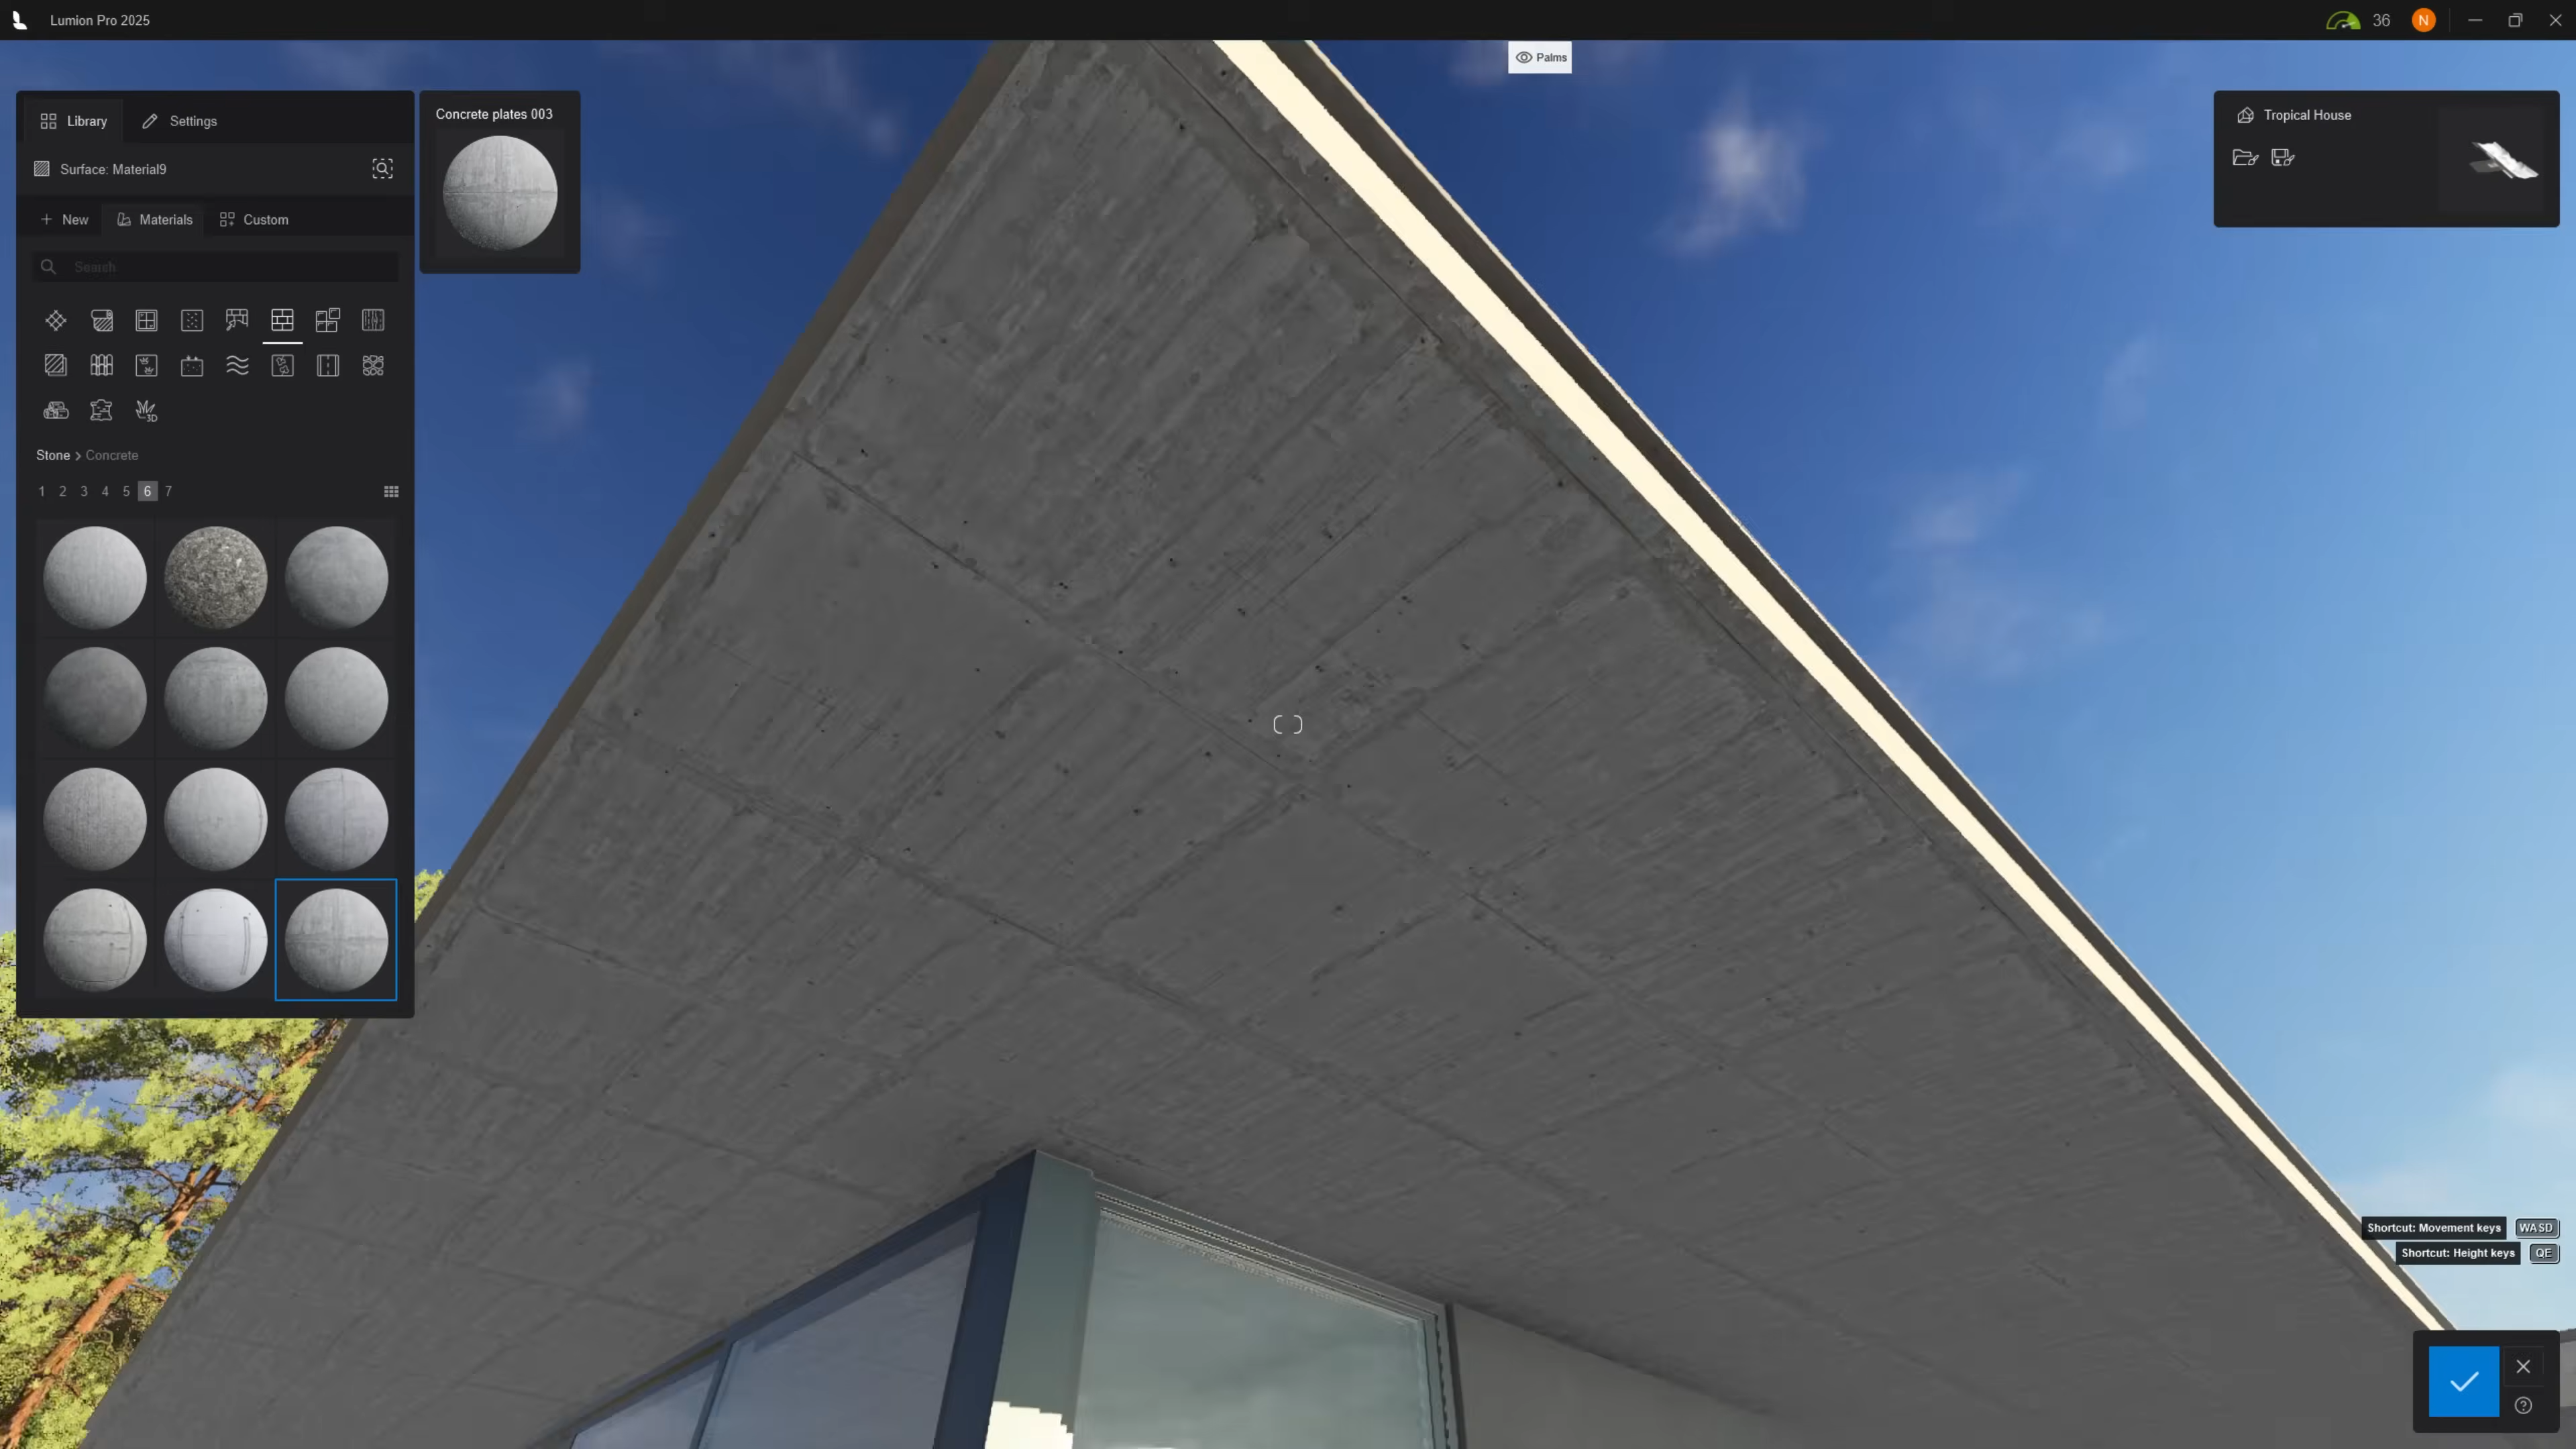 Lumion Pro 2025
36
N
Palms
Library
Settings
Concrete plates 003
Tropical House
Surface: Material9
New
Materials
Custom
Search
3D
Stone > Concrete
1 2 3 4 5 6 7
Shortcut: Movement keys WASD
Shortcut: Height keys QE